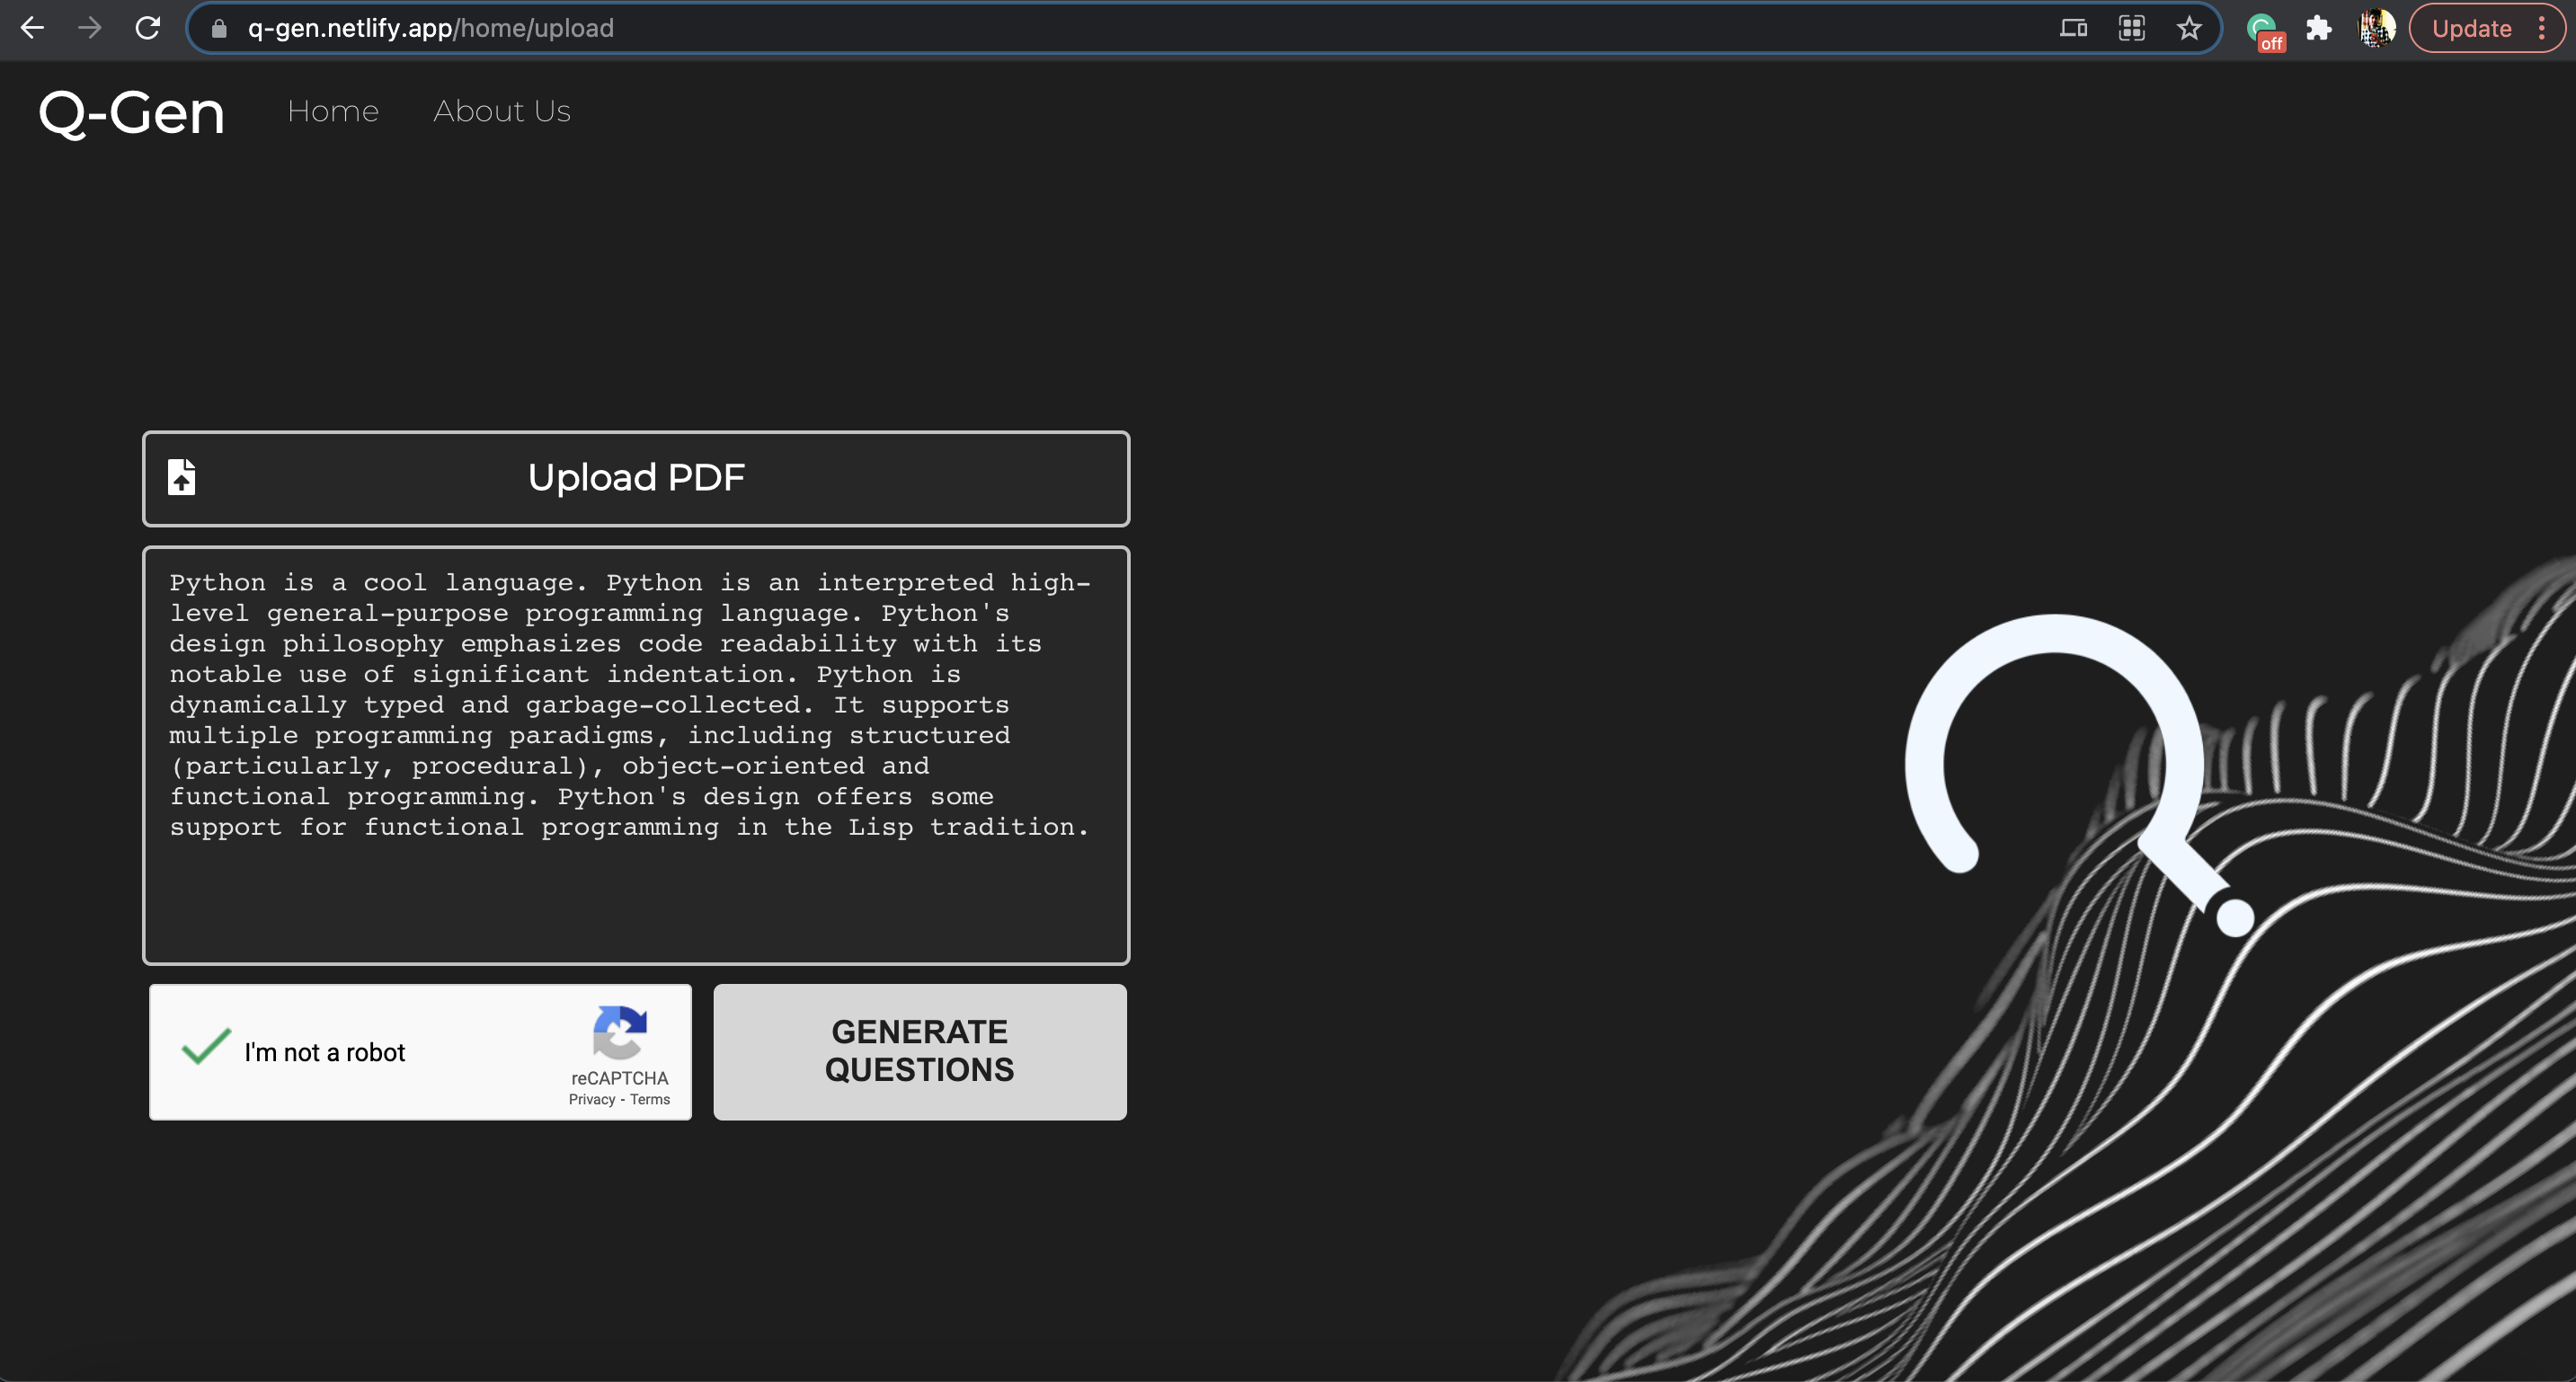 q-gen.netlify.app/home/upload
off
Update
Q-Gen
Home
About Us
Upload PDF
Python is a cool language. Python is an interpreted high-
level general-purpose programming language. Python's
design philosophy emphasizes code readability with its
notable use of significant indentation. Python is
dynamically typed and garbage-collected. It supports
multiple programming paradigms, including structured
(particularly, procedural), object-oriented and
functional programming. Python's design offers some
support for functional programming in the Lisp tradition.
I'm not a robot
reCAPTCHA
Privacy - Terms
GENERATE
QUESTIONS